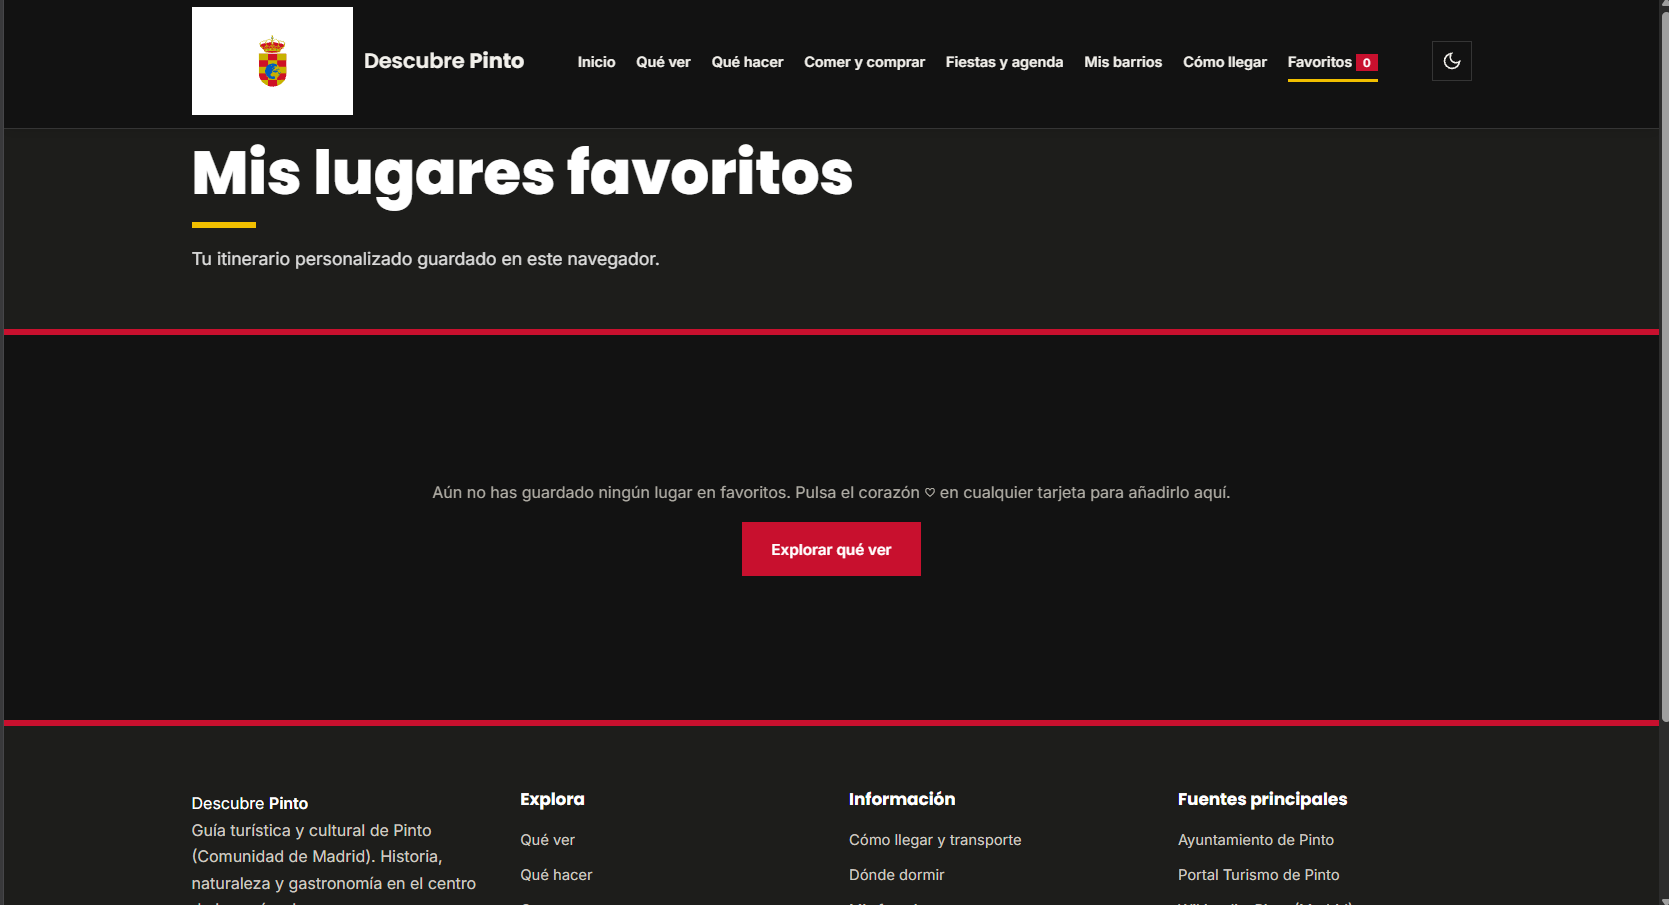 Descubre Pinto
Inicio
Qué ver
Qué hacer
Comer y comprar
Fiestas y agenda
Mis barrios
Cómo llegar
Favoritos 0
Mis lugares favoritos
Tu itinerario personalizado guardado en este navegador.
Aún no has guardado ningún lugar en favoritos. Pulsa el corazón ♡ en cualquier tarjeta para añadirlo aquí.
Explorar qué ver
Descubre Pinto
Guía turística y cultural de Pinto
(Comunidad de Madrid). Historia,
naturaleza y gastronomía en el centro
Explora
Qué ver
Qué hacer
Información
Cómo llegar y transporte
Dónde dormir
Fuentes principales
Ayuntamiento de Pinto
Portal Turismo de Pinto